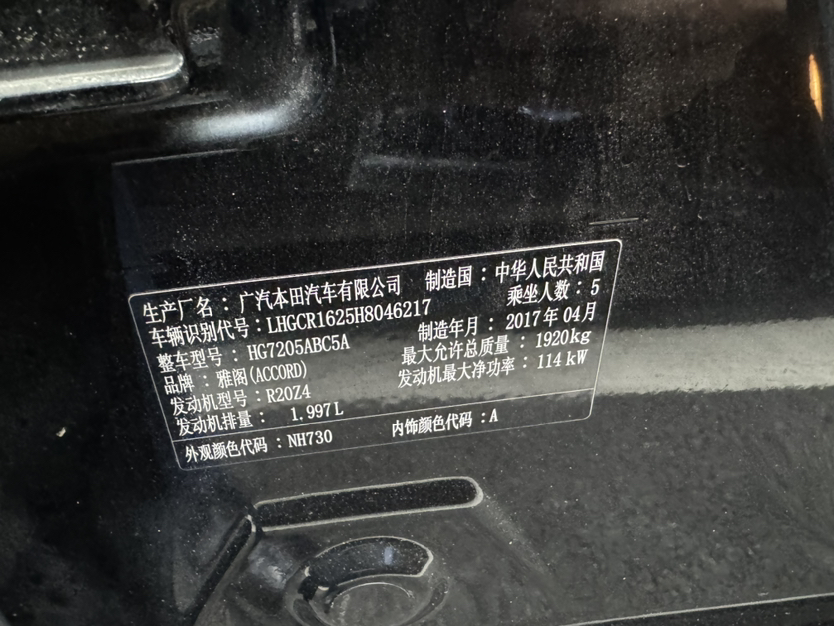 生产厂名：广汽本田汽车有限公司 制造国：中华人民共和国
车辆识别代号：LHGCR1625H8046217 乘坐人数：5
整车型号：HG7205ABC5A 制造年月：2017年04月
品牌：雅阁(ACCORD) 最大允许总质量：1920kg
发动机型号：R20Z4 发动机最大净功率：114kW
发动机排量：1.997L
外观颜色代码：NH730 内饰颜色代码：A